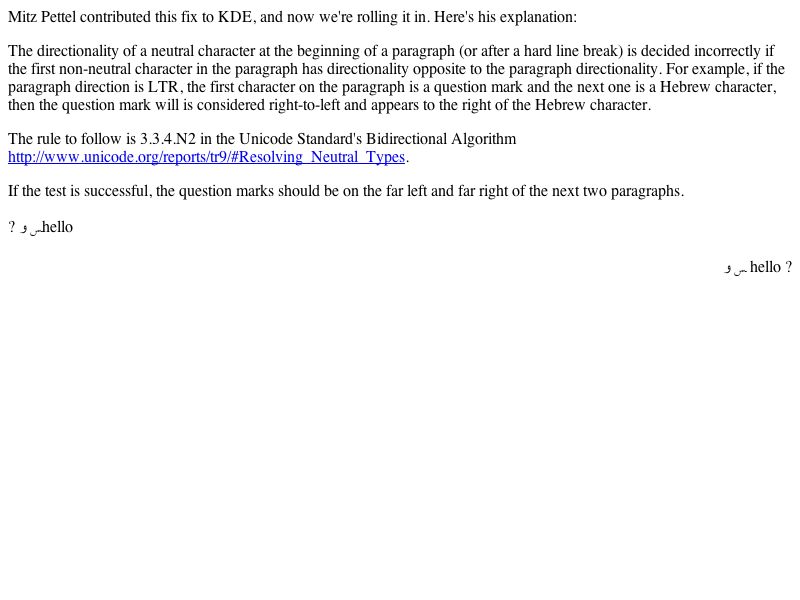 Mitz Pettel contributed this fix to KDE, and now we're rolling it in. Here's his explanation:
The directionality of a neutral character at the beginning of a paragraph (or after a hard line break) is decided incorrectly if
the first non-neutral character in the paragraph has directionality opposite to the paragraph directionality. For example, if the
paragraph direction is LTR, the first character on the paragraph is a question mark and the next one is a Hebrew character,
then the question mark will is considered right-to-left and appears to the right of the Hebrew character.
The rule to follow is 3.3.4.N2 in the Unicode Standard's Bidirectional Algorithm
http://www.unicode.org/reports/tr9/#Resolving_Neutral_Types.
If the test is successful, the question marks should be on the far left and far right of the next two paragraphs.
? س و hello
? hello س و